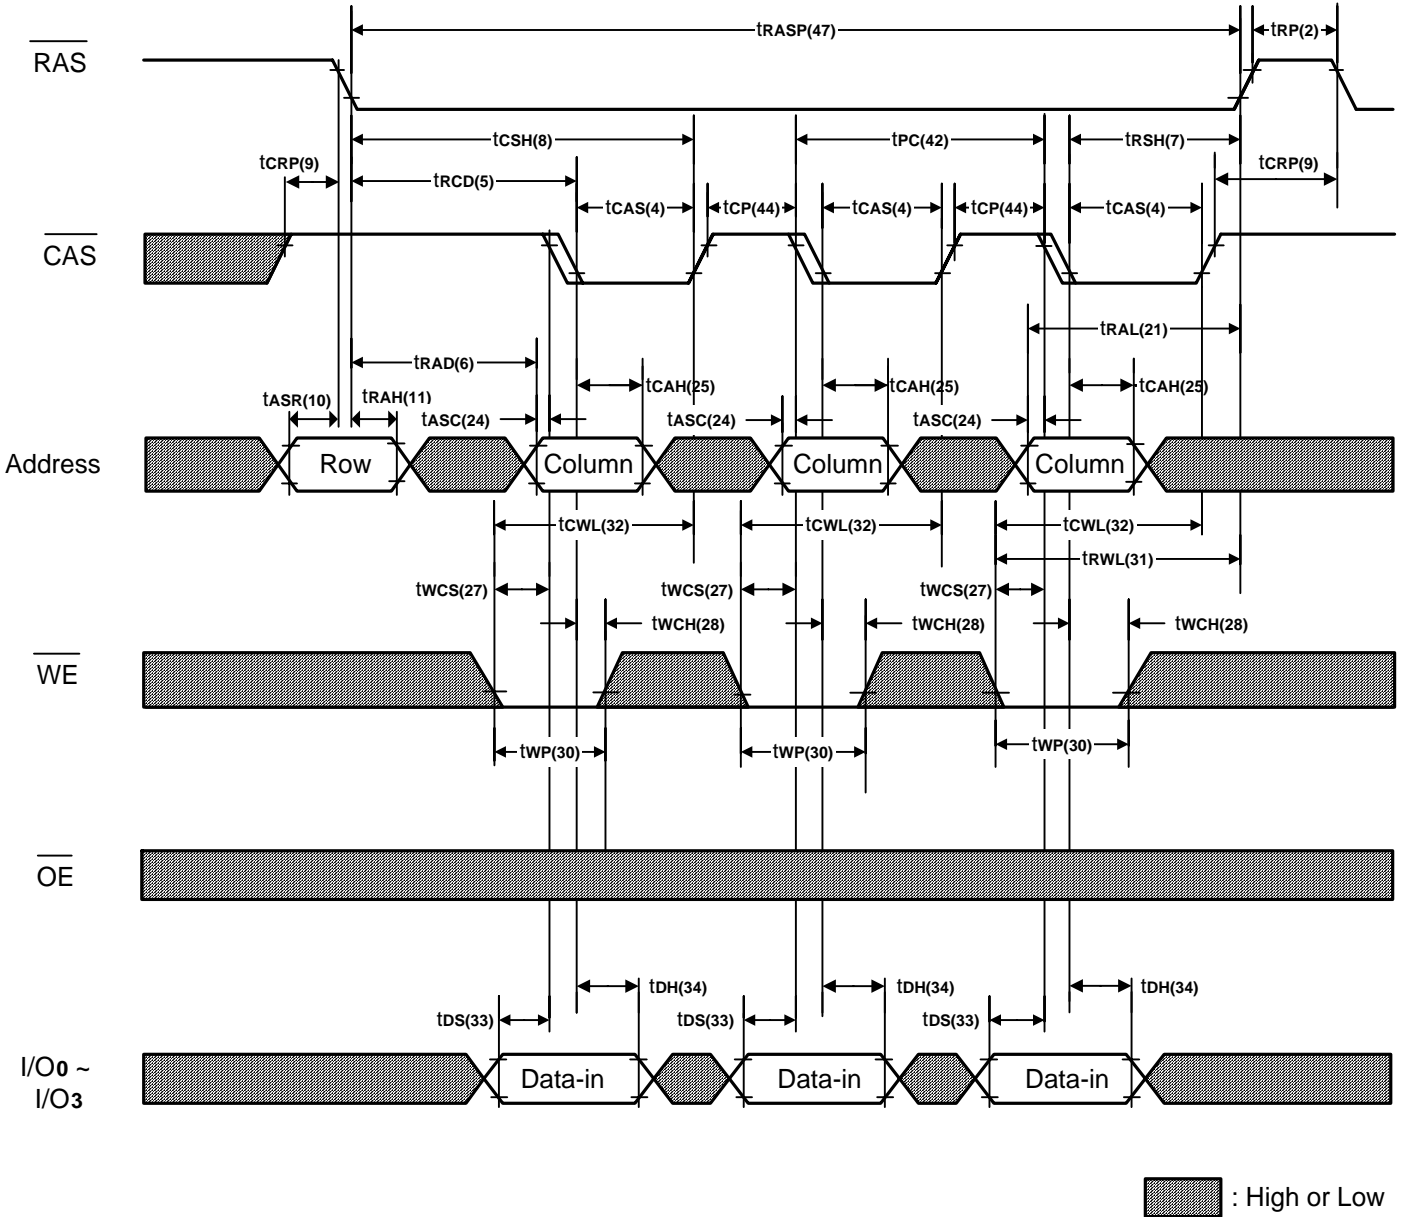 tRASP(47) tRP(2)
RAS
tCSH(8) tPC(42) tRSH(7)
tCRP(9) tRCD(5) tCRP(9)
tCAS(4) tCP(44) tCAS(4) tCP(44) tCAS(4)
CAS
tRAL(21)
tRAD(6)
tASR(10) tRAH(11) tCAH(25) tCAH(25) tCAH(25)
tASC(24) tASC(24) tASC(24)
Address Row Column Column Column
tCWL(32) tCWL(32) tCWL(32)
tRWL(31)
tWCS(27) tWCS(27) tWCS(27)
tWCH(28) tWCH(28) tWCH(28)
WE
tWP(30) tWP(30) tWP(30)
OE
tDH(34) tDH(34) tDH(34)
tDS(33) tDS(33) tDS(33)
I/O0 ~
I/O3
Data-in Data-in Data-in
: High or Low